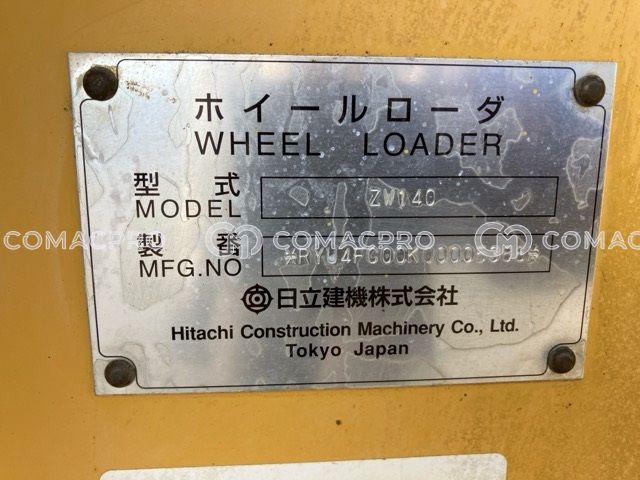 ホイールローダ
WHEEL LOADER
型式 ZW140
MODEL
製番
MFG.NO
日立建機株式会社
Hitachi Construction Machinery Co., Ltd.
Tokyo Japan
COMACPRO COMACPRO COMACPRO